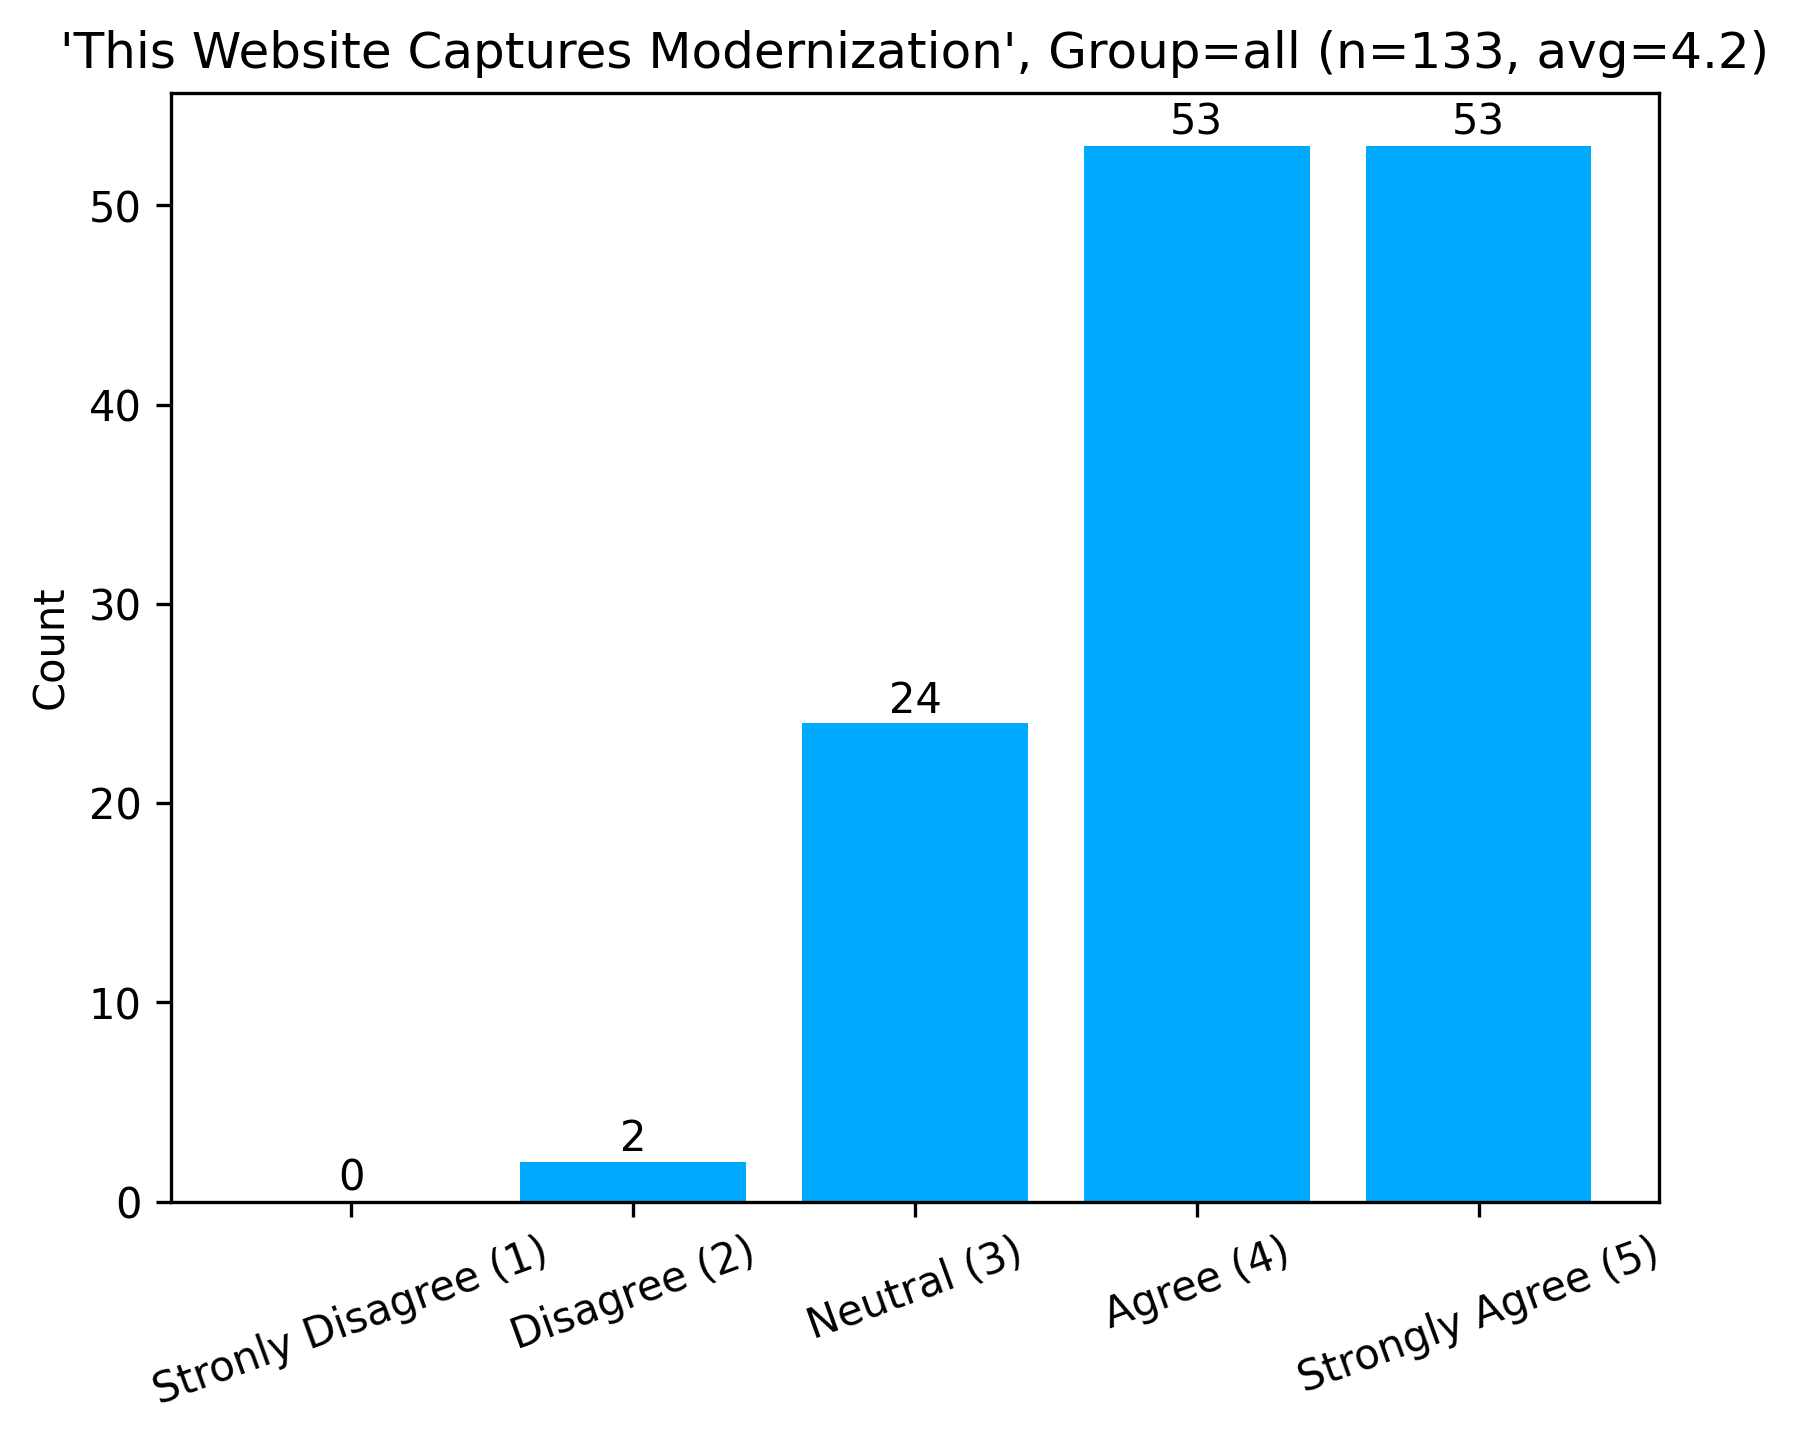 'This Website Captures Modernization', Group=all (n=133, avg=4.2)
53
53
50
40
30
Count
24
20
10
2
0
0
Stronly Disagree (1)
Disagree (2)
Neutral (3)
Agree (4)
Strongly Agree (5)